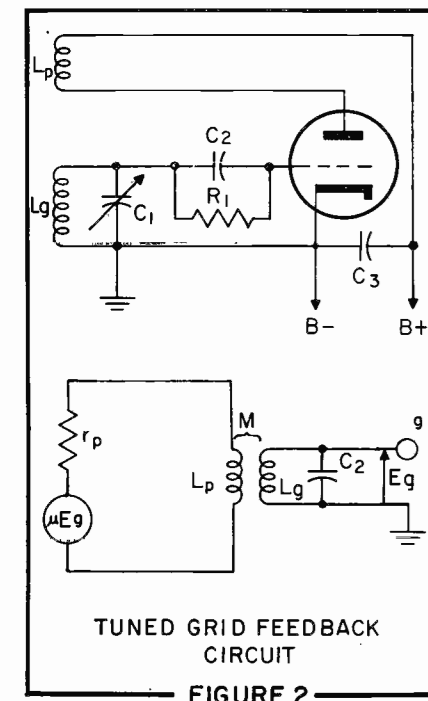 Lp
C2
Lg
C1
R1
C3
B- B+
M
g
rp
Lp
Lg
C2
Eg
μEg
TUNED GRID FEEDBACK
CIRCUIT
FIGURE 2